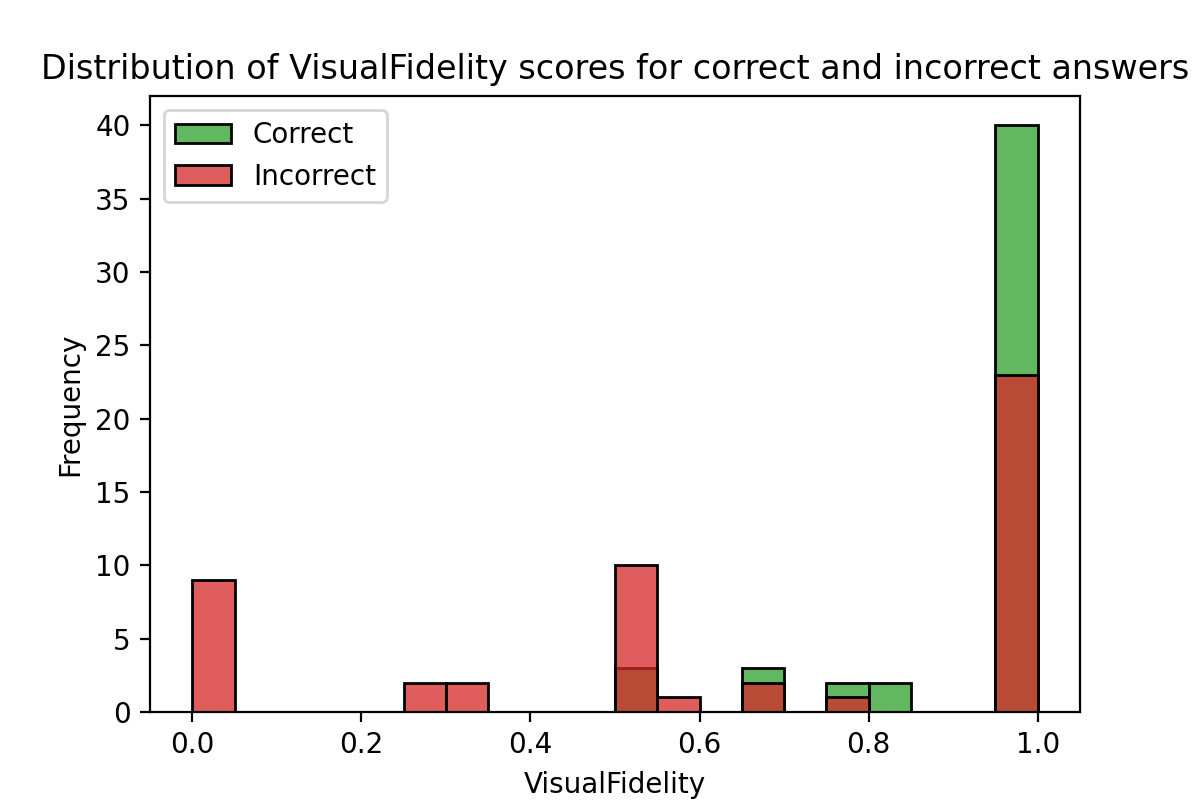 Distribution of VisualFidelity scores for correct and incorrect answers
Correct
Incorrect
40
35
30
25
20
15
10
5
0
Frequency
0.0 0.2 0.4 0.6 0.8 1.0
VisualFidelity